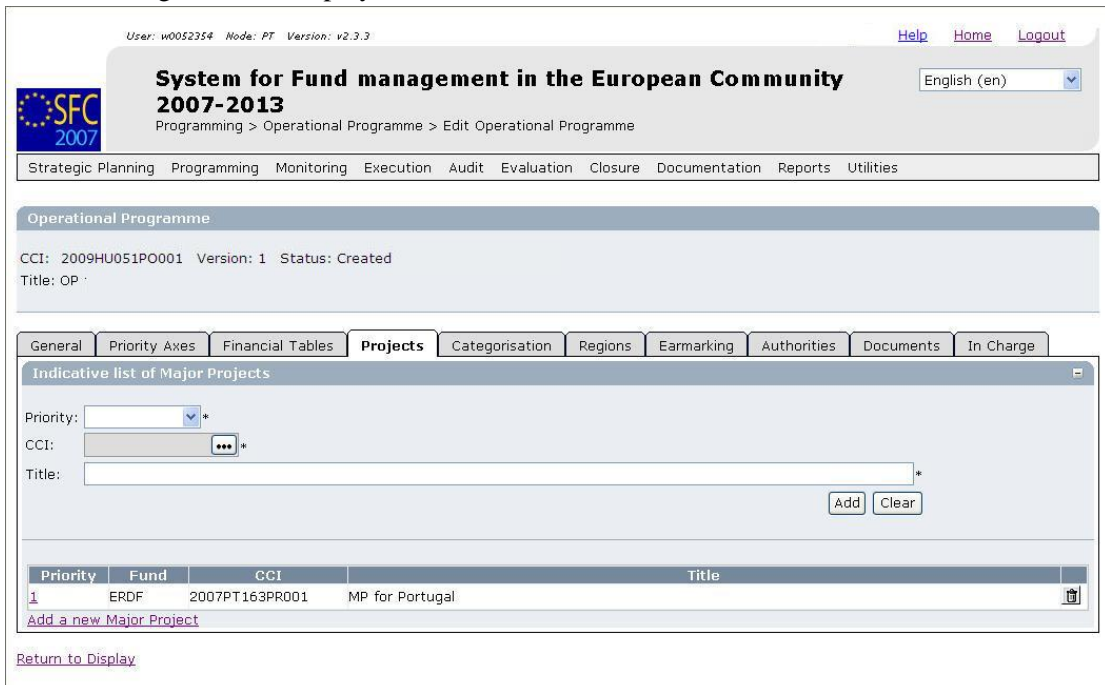 User: w0052354 Node: PT Version: v2.3.3 Help Home Logout
System for Fund management in the European Community
2007-2013
English (en)
Programming > Operational Programme > Edit Operational Programme
SFC
2007
Strategic Planning Programming Monitoring Execution Audit Evaluation Closure Documentation Reports Utilities
Operational Programme
CCI: 2009HU051PO001 Version: 1 Status: Created
Title: OP
General Priority Axes Financial Tables Projects Categorisation Regions Earmarking Authorities Documents In Charge
Indicative list of Major Projects
Priority: *
CCI: ... *
Title: *
Add Clear
Priority Fund CCI Title
1 ERDF 2007PT163PR001 MP for Portugal
Add a new Major Project
Return to Display